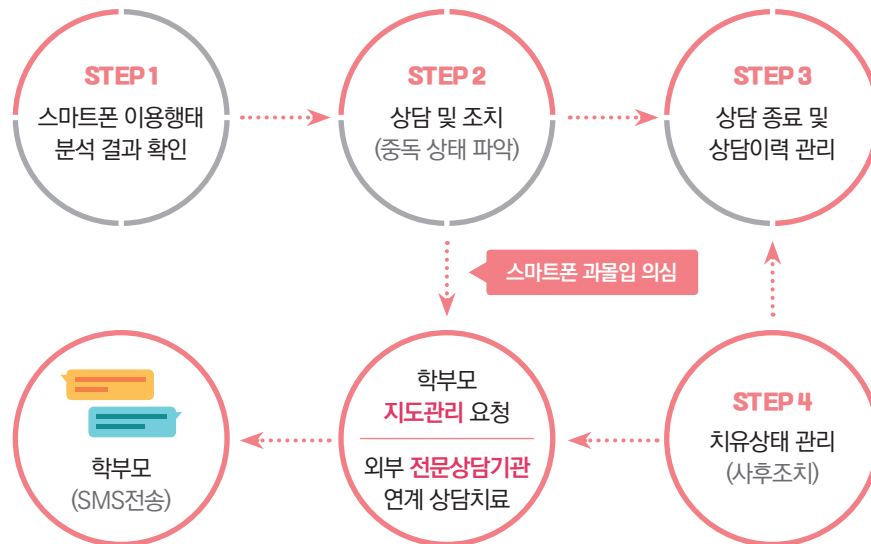 STEP 1
스마트폰 이용행태
분석 결과 확인
STEP 2
상담 및 조치
(중독 상태 파악)
STEP 3
상담 종료 및
상담이력 관리
스마트폰 과몰입 의심
학부모
(SMS전송)
학부모
지도관리 요청
외부 전문상담기관
연계 상담치료
STEP 4
치유상태 관리
(사후조치)